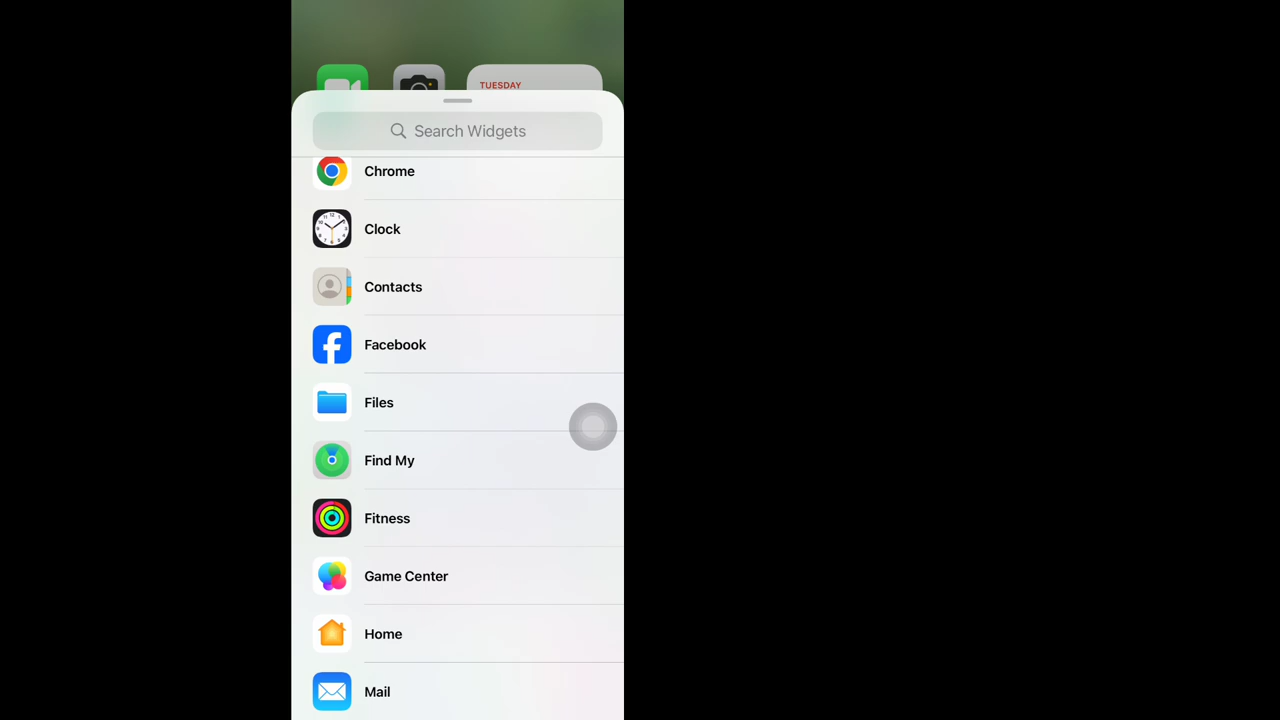 TUESDAY
Search Widgets
Chrome
Clock
Contacts
Facebook
Files
Find My
Fitness
Game Center
Home
Mail